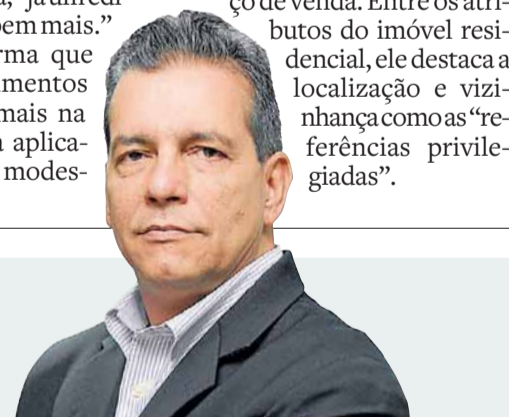 bem mais.”
rma que
mentos
mais na
aplica-
modes-
ço de venda. Entre os atri-
butos do imóvel resi-
dencial, ele destaca a
localização e vizi-
nhança como as “re-
ferências privile-
giadas”.